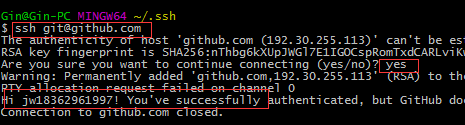 Gin@Gin-PC MINGW64 ~/.ssh
$ ssh git@github.com
The authenticity of host 'github.com (192.30.255.113)' can't be es
RSA key fingerprint is SHA256:nThbg6kXUpJWGl7E1IGOCspRomTxdCARLviKw
Are you sure you want to continue connecting (yes/no)? yes
Warning: Permanently added 'github.com,192.30.255.113' (RSA) to the
PTY allocation request failed on channel 0
Hi jw18362961997! You've successfully authenticated, but GitHub doe
Connection to github.com closed.